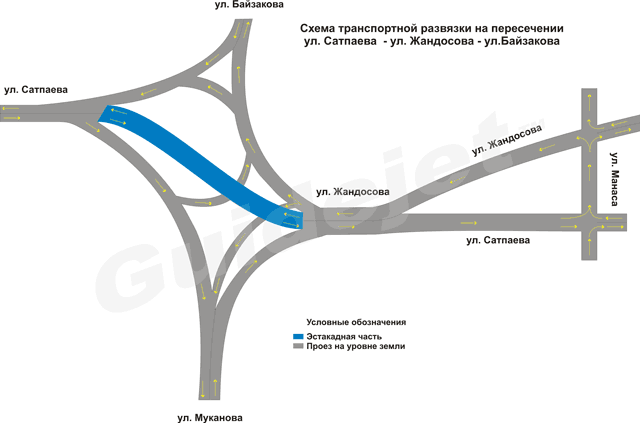 ул. Байзакова
Схема транспортной развязки на пересечении
ул. Сатпаева - ул. Жандосова - ул.Байзакова
ул. Сатпаева
ул. Жандосова
ул. Манаса
ул. Жандосова
ул. Сатпаева
Guidejet
Условные обозначения
Эстакадная часть
Проез на уровне земли
ул. Муканова